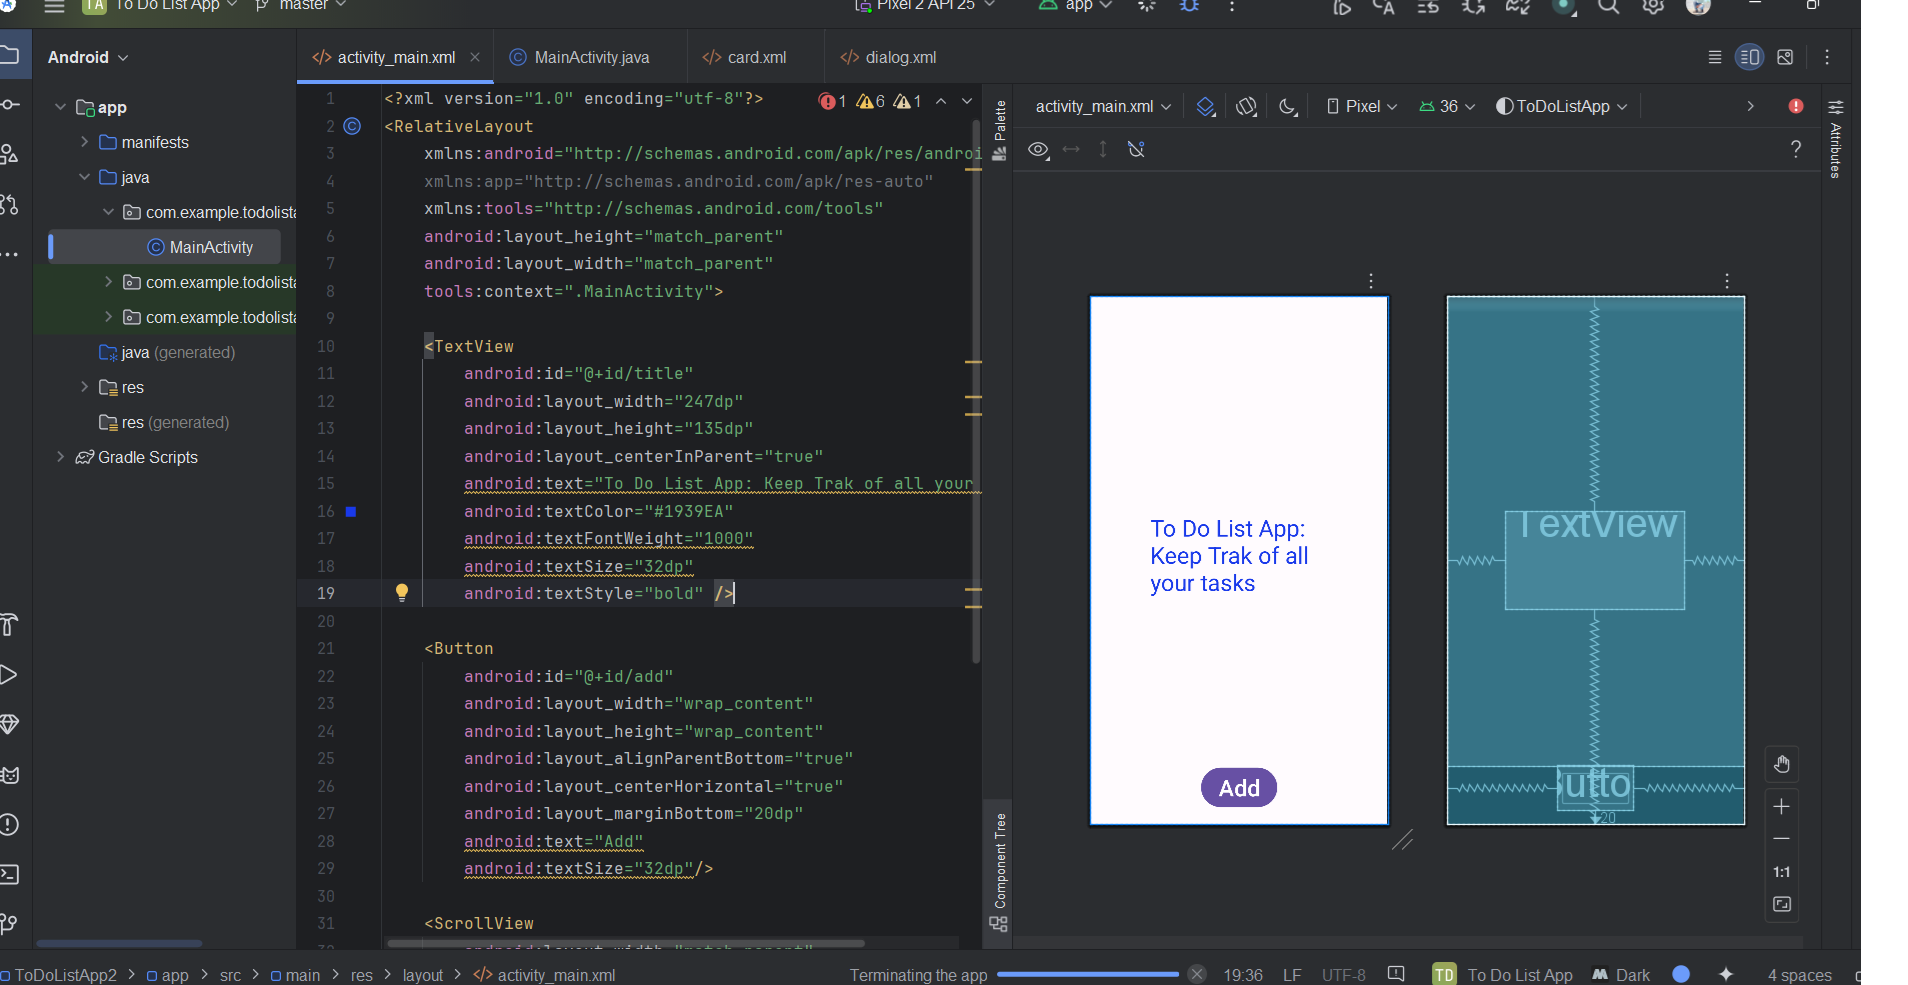 TA To Do List App master Pixel 2 API 25 app
Android
activity_main.xml MainActivity.java card.xml dialog.xml
app
manifests
java
com.example.todolista
MainActivity
com.example.todolista
com.example.todolista
java (generated)
res
res (generated)
Gradle Scripts
1 6 1
1 <?xml version="1.0" encoding="utf-8"?>
2 <RelativeLayout
3 xmlns:android="http://schemas.android.com/apk/res/androi
4 xmlns:app="http://schemas.android.com/apk/res-auto"
5 xmlns:tools="http://schemas.android.com/tools"
6 android:layout_height="match_parent"
7 android:layout_width="match_parent"
8 tools:context=".MainActivity">
9
10 <TextView
11 android:id="@+id/title"
12 android:layout_width="247dp"
13 android:layout_height="135dp"
14 android:layout_centerInParent="true"
15 android:text="To Do List App: Keep Trak of all your
16 android:textColor="#1939EA"
17 android:textFontWeight="1000"
18 android:textSize="32dp"
19 android:textStyle="bold" />
20
21 <Button
22 android:id="@+id/add"
23 android:layout_width="wrap_content"
24 android:layout_height="wrap_content"
25 android:layout_alignParentBottom="true"
26 android:layout_centerHorizontal="true"
27 android:layout_marginBottom="20dp"
28 android:text="Add"
29 android:textSize="32dp"/>
30
31 <ScrollView
Palette
Component Tree
activity_main.xml Pixel 36 ToDoListApp
?
Attributes
To Do List App:
Keep Trak of all
your tasks
Add
TextView
utto
20
1:1
ToDoListApp2 > app > src > main > res > layout > activity_main.xml Terminating the app 19:36 LF UTF-8 TD To Do List App Dark 4 spaces